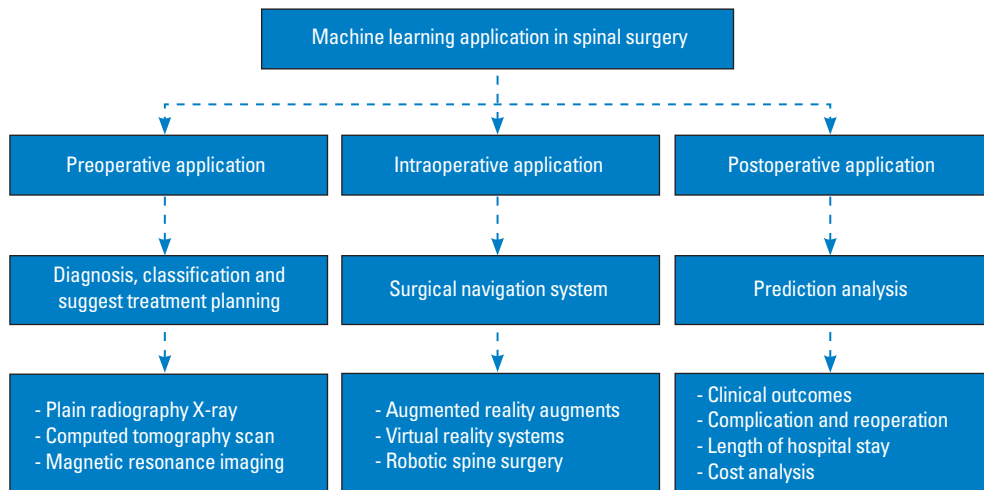 Machine learning application in spinal surgery
Preoperative application
Intraoperative application
Postoperative application
Diagnosis, classification and
suggest treatment planning
Surgical navigation system
Prediction analysis
- Plain radiography X-ray
- Computed tomography scan
- Magnetic resonance imaging
- Augmented reality augments
- Virtual reality systems
- Robotic spine surgery
- Clinical outcomes
- Complication and reoperation
- Length of hospital stay
- Cost analysis